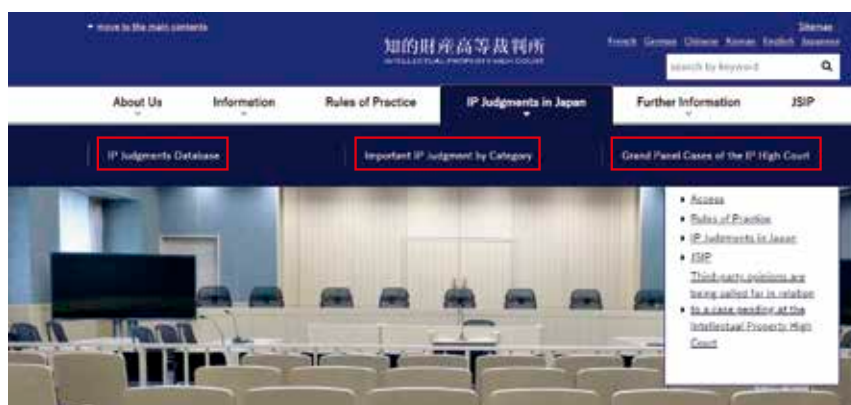 move to the main contents
Sitemap
French German Chinese Korean English Japanese
知的財産高等裁判所
INTELLECTUAL PROPERTY HIGH COURT
search by keyword
About Us
Information
Rules of Practice
IP Judgments in Japan
Further Information
JSIP
IP Judgments Database
Important IP Judgment by Category
Grand Panel Cases of the IP High Court
Access
Rules of Practice
IP Judgments in Japan
JSIP
Third-party opinions are
being called for in relation
to a case pending at the
Intellectual Property High
Court